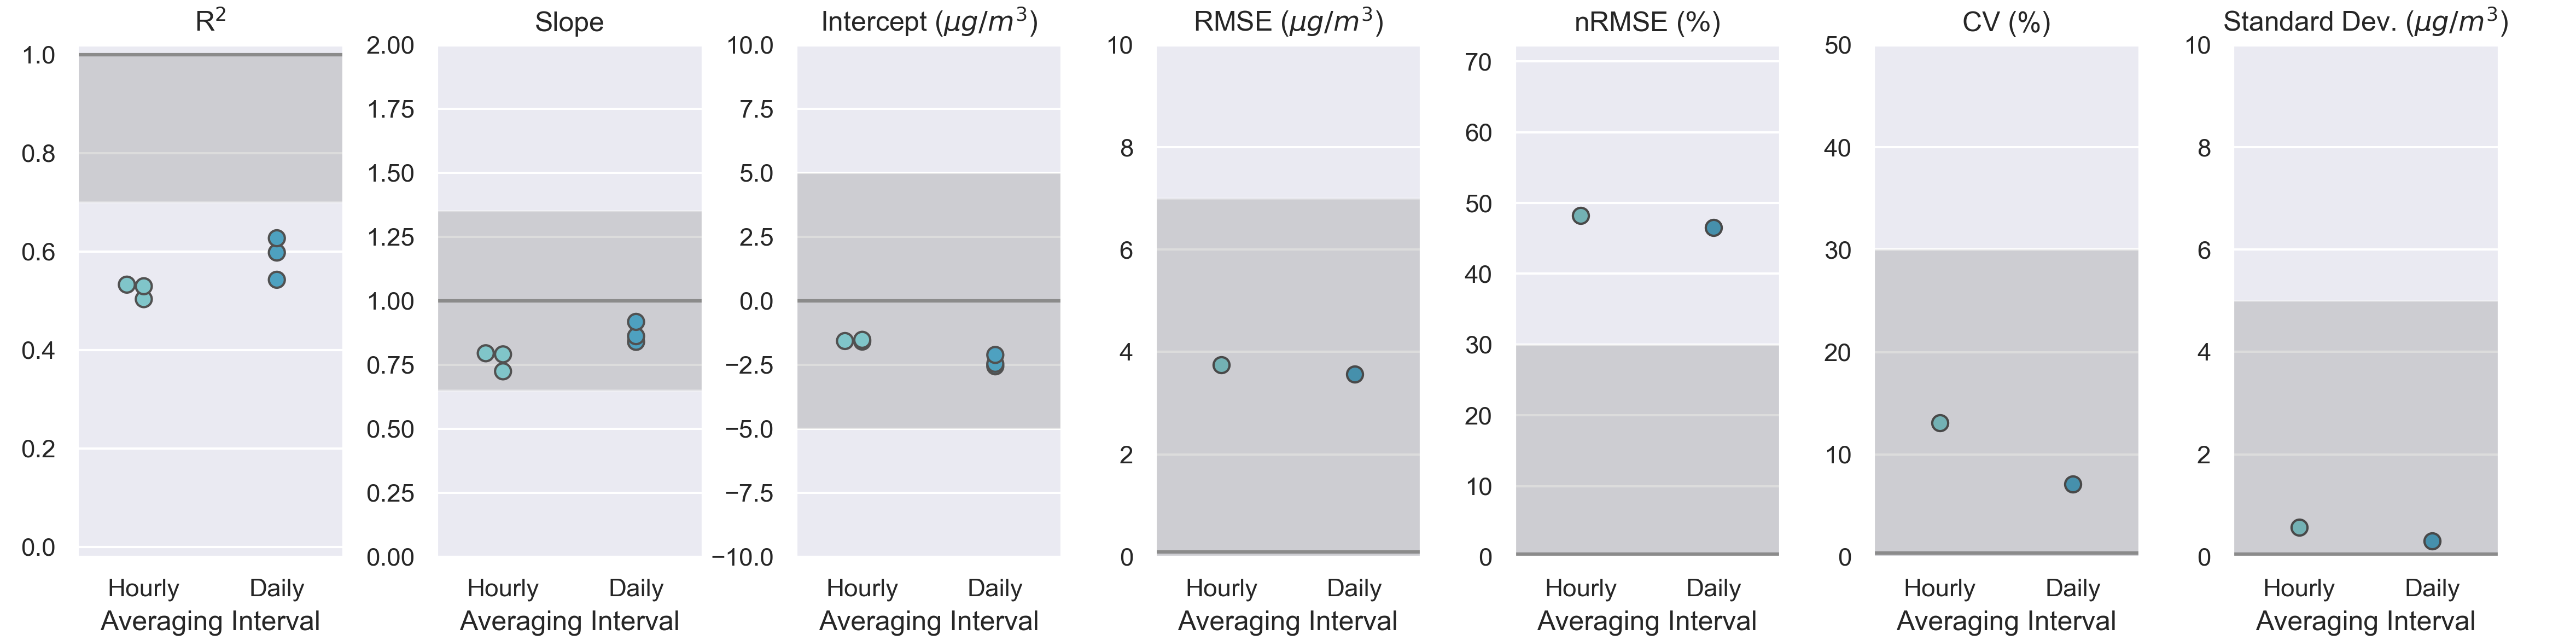 R²
1.0
0.8
0.6
0.4
0.2
0.0
Hourly Daily
Averaging Interval
Slope
2.00
1.75
1.50
1.25
1.00
0.75
0.50
0.25
0.00
Hourly Daily
Averaging Interval
Intercept (μg/m³)
10.0
7.5
5.0
2.5
0.0
−2.5
−5.0
−7.5
−10.0
Hourly Daily
Averaging Interval
RMSE (μg/m³)
10
8
6
4
2
0
Hourly Daily
Averaging Interval
nRMSE (%)
70
60
50
40
30
20
10
0
Hourly Daily
Averaging Interval
CV (%)
50
40
30
20
10
0
Hourly Daily
Averaging Interval
Standard Dev. (μg/m³)
10
8
6
4
2
0
Hourly Daily
Averaging Interval